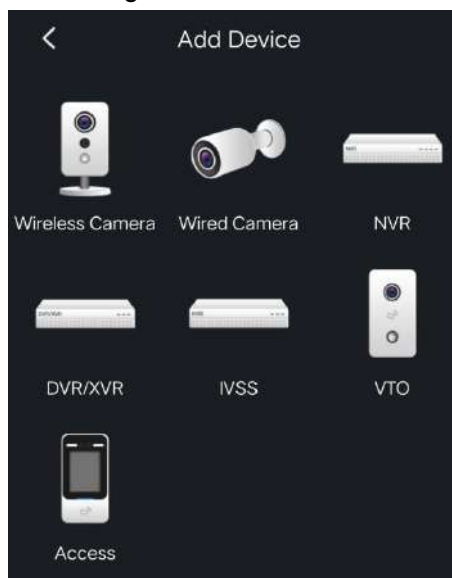 Add Device
Wireless Camera
Wired Camera
NVR
DVR/XVR
IVSS
VTO
Access